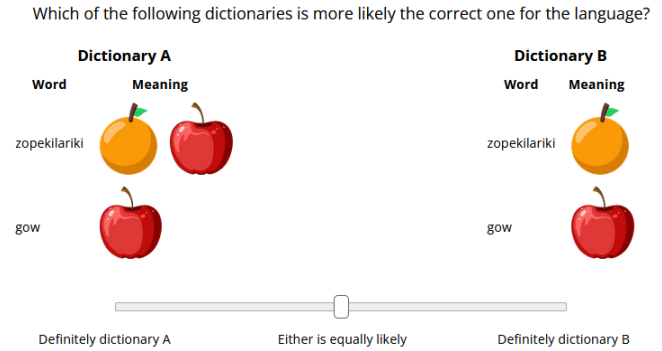 Which of the following dictionaries is more likely the correct one for the language?
Dictionary A Dictionary B
Word Meaning Word Meaning
zopekilariki zopekilariki
gow gow
Definitely dictionary A Either is equally likely Definitely dictionary B